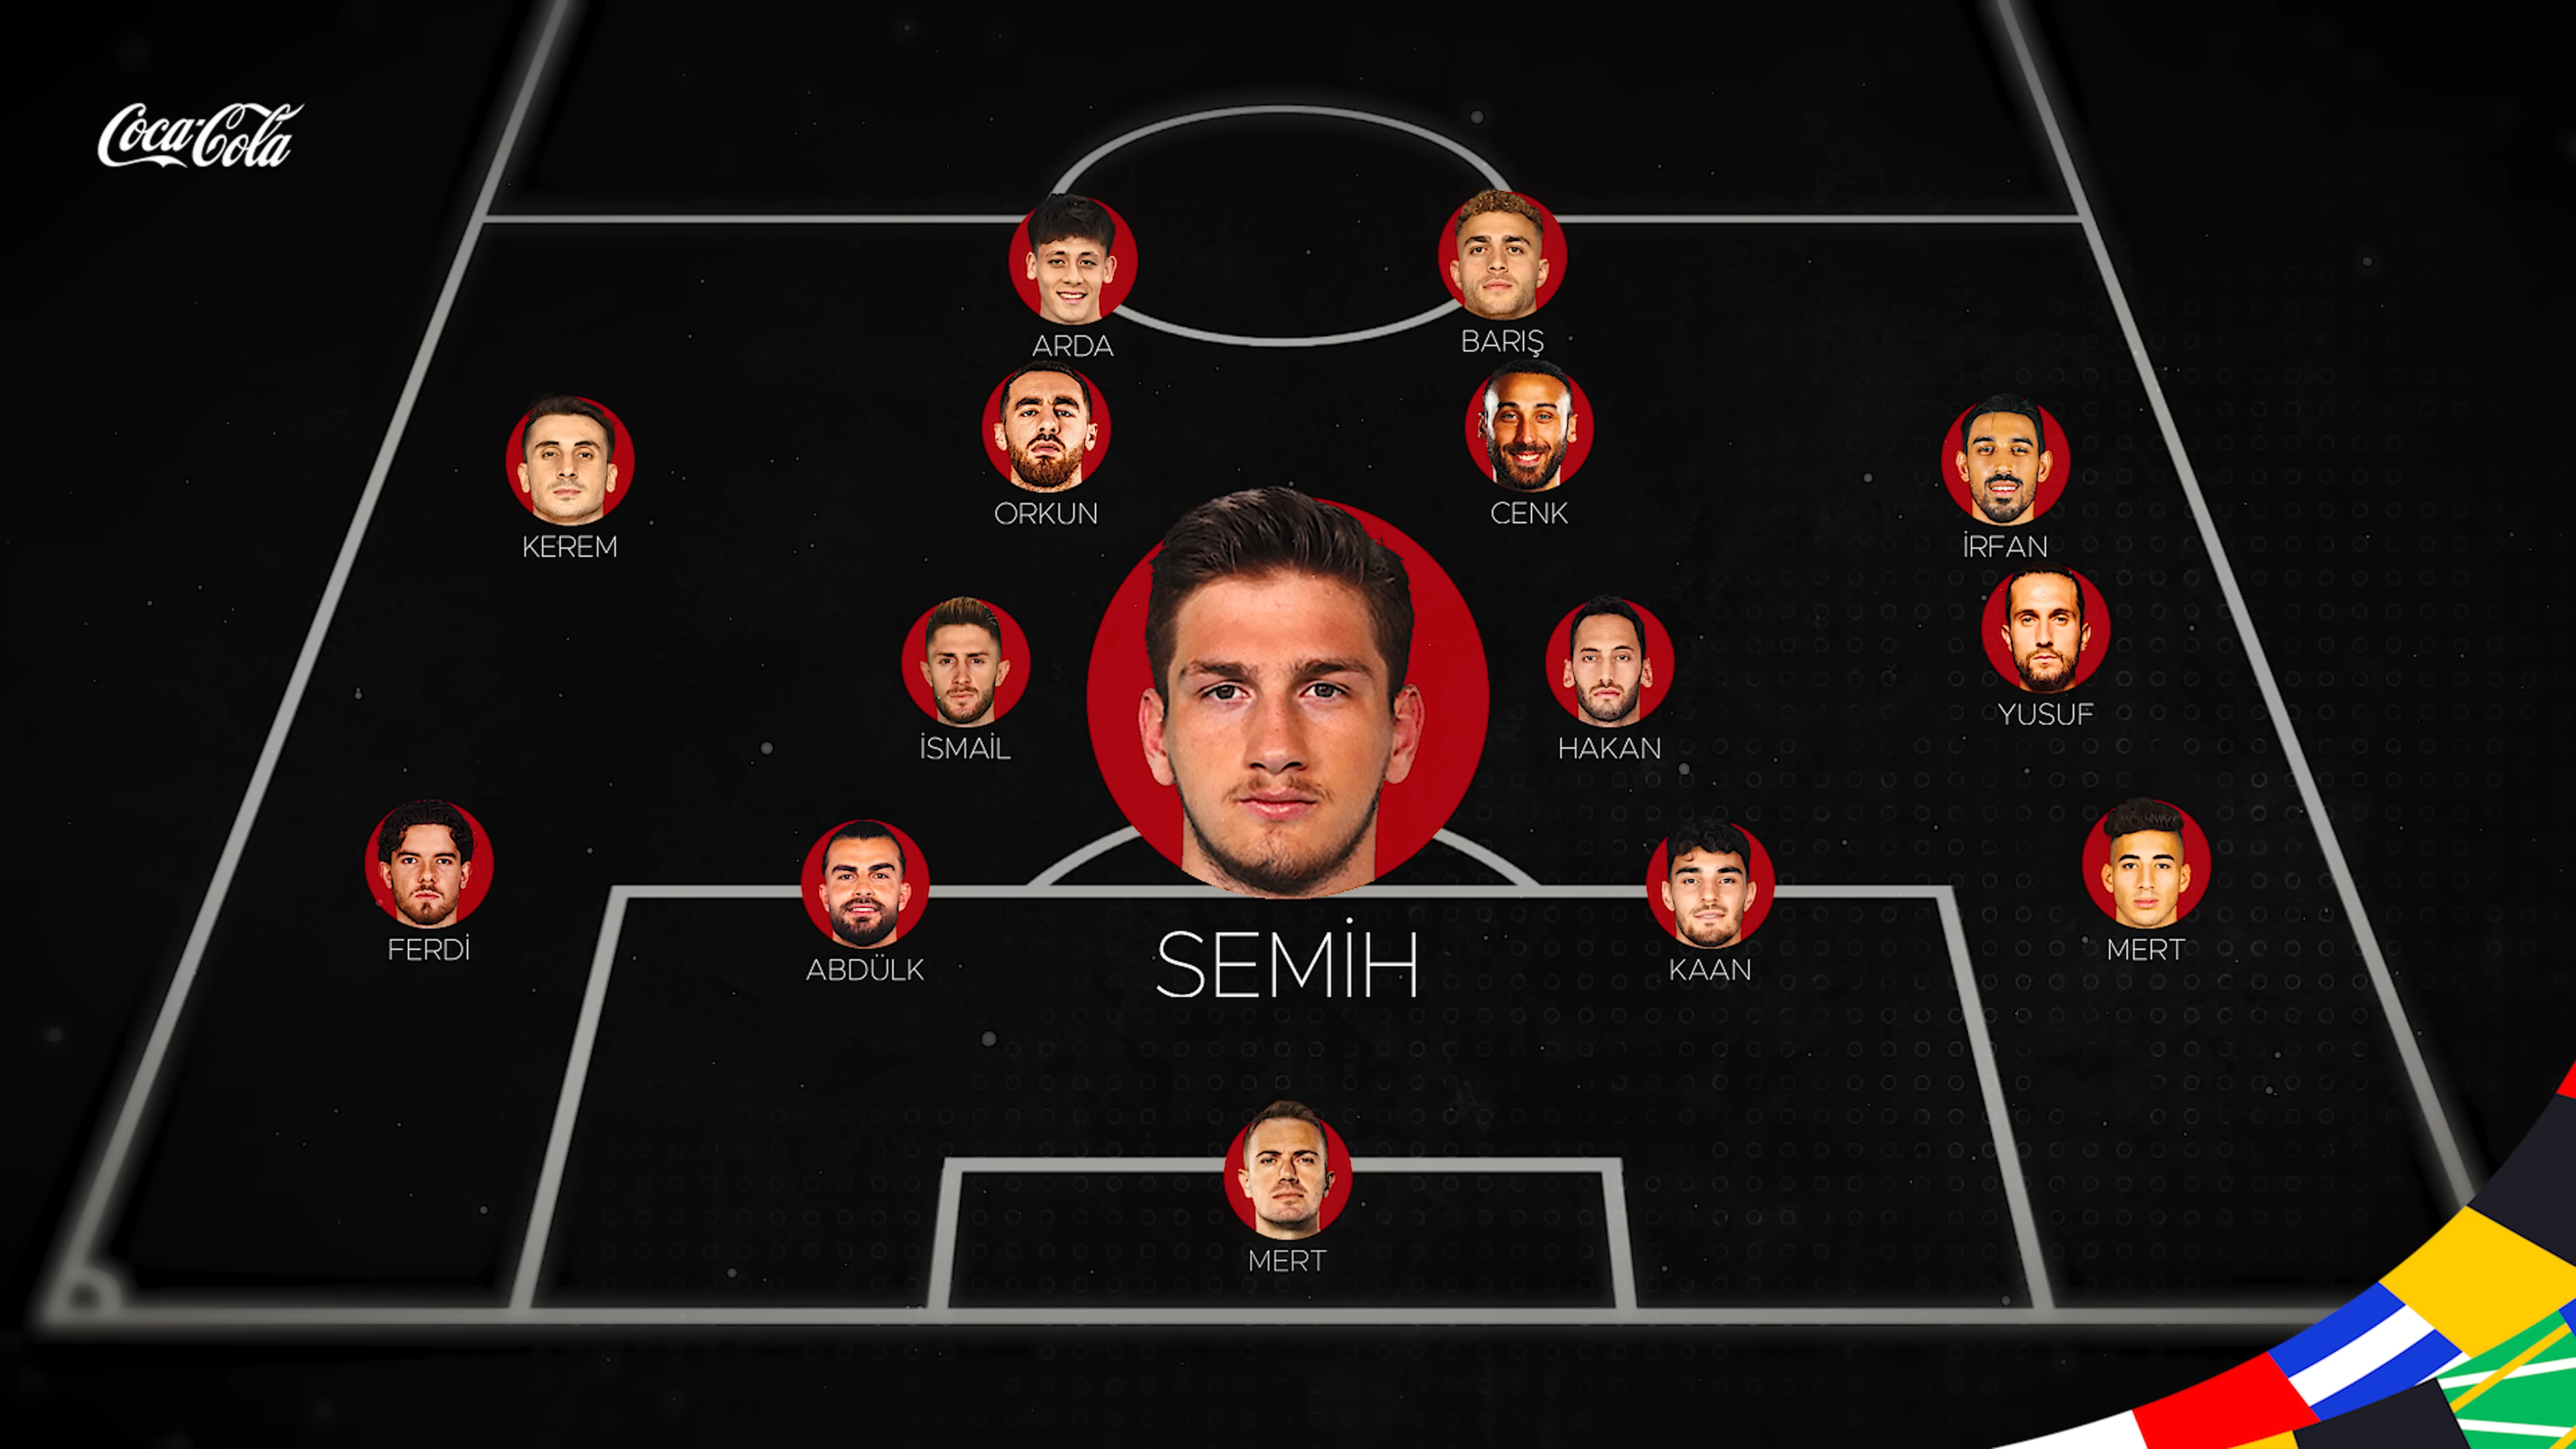 Coca-Cola
ARDA
BARIŞ
KEREM
ORKUN
CENK
İRFAN
İSMAİL
HAKAN
YUSUF
FERDİ
ABDÜLK
SEMİH
KAAN
MERT
MERT